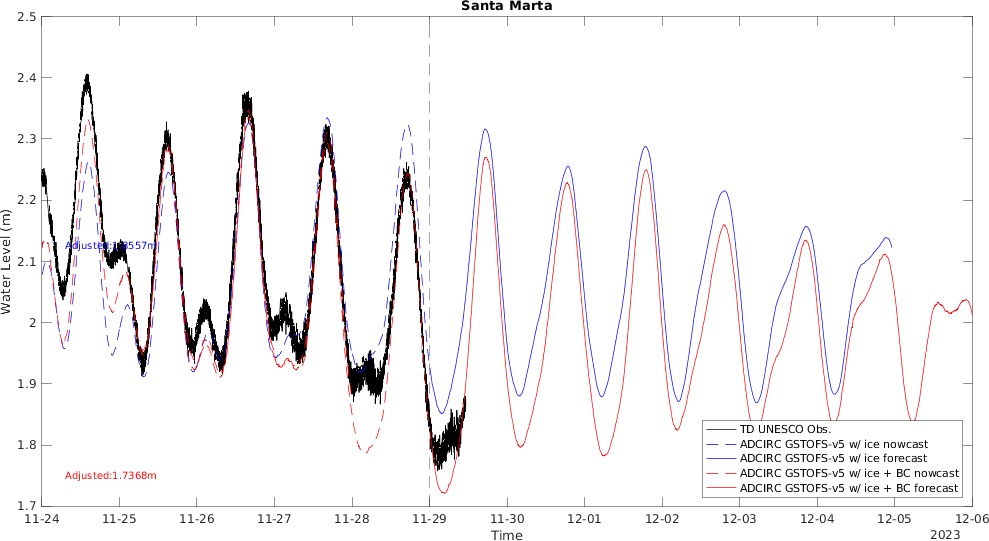 Santa Marta
2.5
2.4
2.3
2.2
2.1
2
1.9
1.8
1.7
Water Level (m)
Adjusted: 557m
Adjusted:1.7368m
TD UNESCO Obs.
ADCIRC GSTOFS-v5 w/ ice nowcast
ADCIRC GSTOFS-v5 w/ ice forecast
ADCIRC GSTOFS-v5 w/ ice + BC nowcast
ADCIRC GSTOFS-v5 w/ ice + BC forecast
11-24 11-25 11-26 11-27 11-28 11-29 11-30 12-01 12-02 12-03 12-04 12-05 12-06
Time
2023